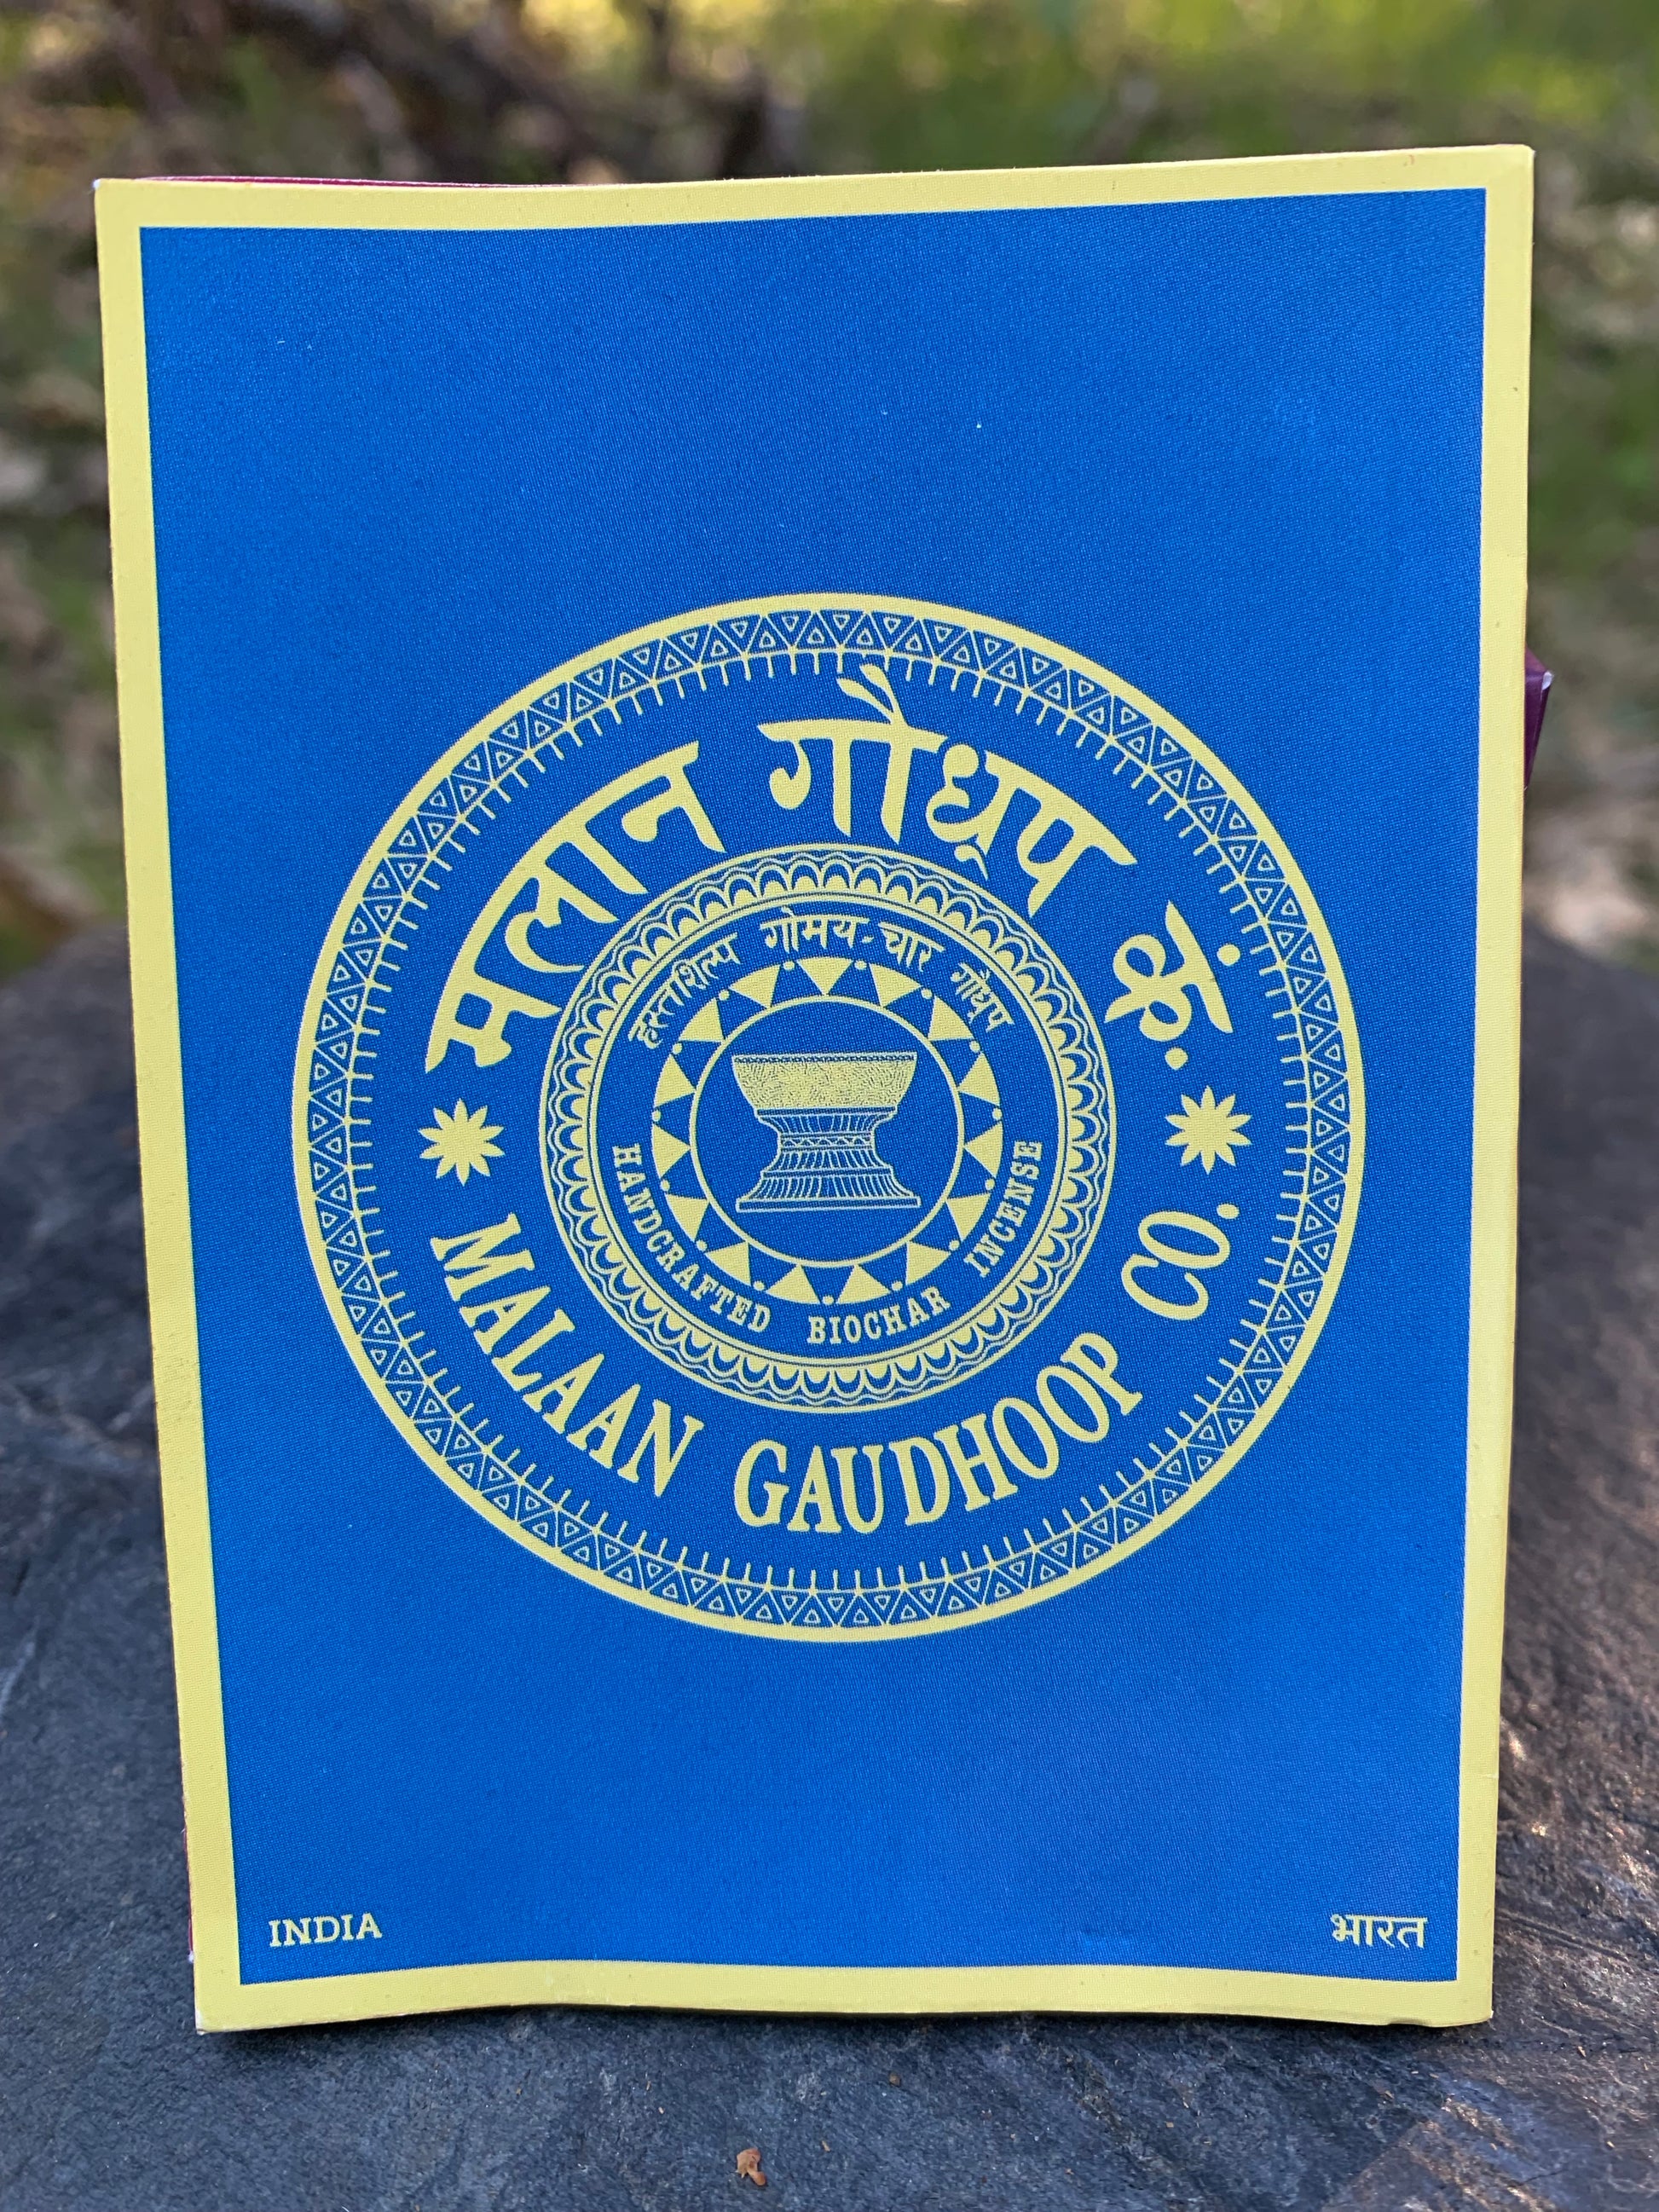 मलान गौधूप कं.
हस्तशिल्प गोमय-चार गौधूप
HANDCRAFTED BIOCHAR INCENSE
MALAAN GAUDHOOP CO.
INDIA
भारत